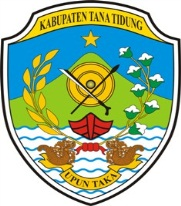 KABUPATEN TANA TIDUNG
UPUN TAKA